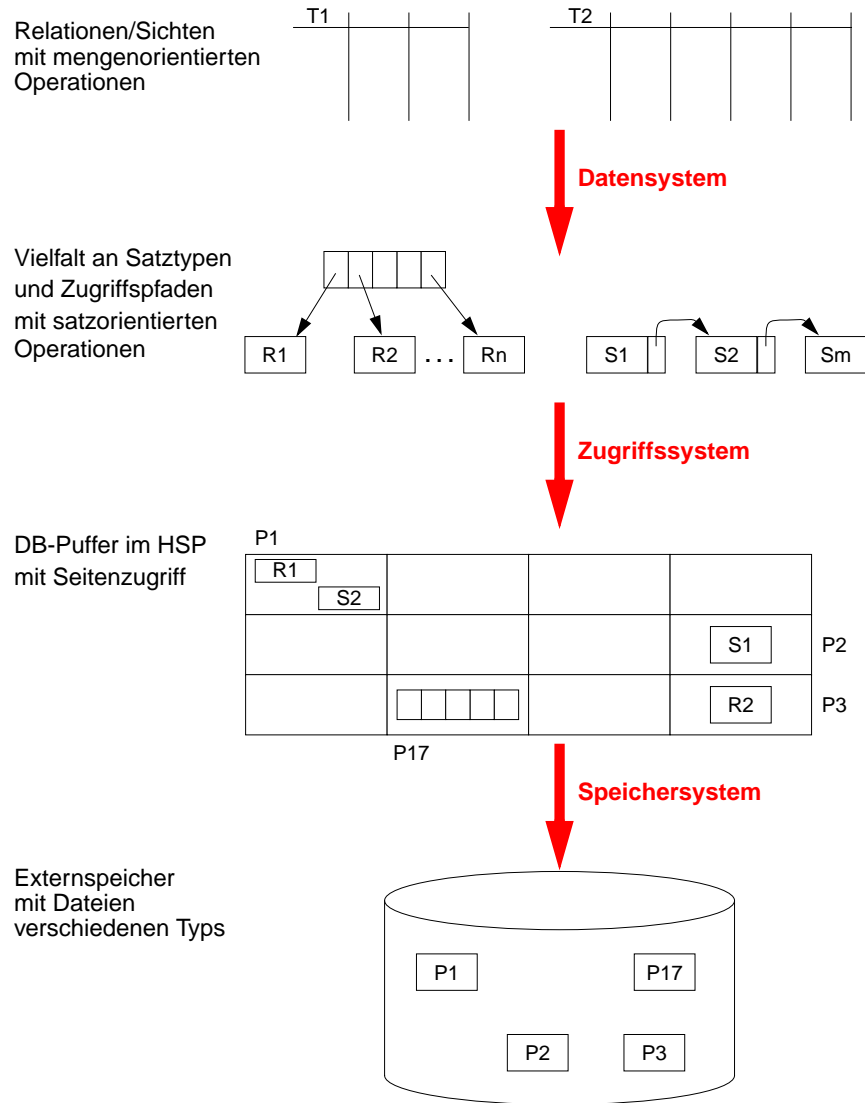 T1
T2
Relationen/Sichten
mit mengenorientierten
Operationen
Datensystem
Vielfalt an Satztypen
und Zugriffspfaden
mit satzorientierten
Operationen
R1
R2
. . .
Rn
S1
S2
Sm
Zugriffssystem
DB-Puffer im HSP
mit Seitenzugriff
P1
R1
S2
S1
P2
R2
P3
P17
Speichersystem
Externspeicher
mit Dateien
verschiedenen Typs
P1
P17
P2
P3